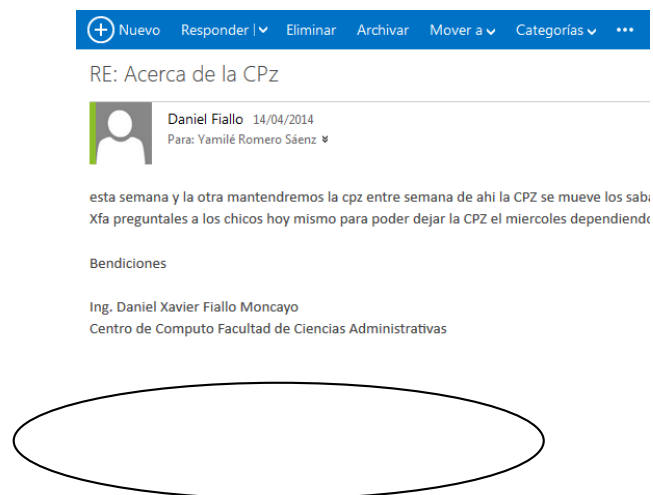 Nuevo Responder | Eliminar Archivar Mover a Categorías •••
RE: Acerca de la CPz
Daniel Fiallo 14/04/2014
Para: Yamilé Romero Sáenz
esta semana y la otra mantendremos la cpz entre semana de ahi la CPZ se mueve los
Xfa preguntales a los chicos hoy mismo para poder dejar la CPZ el miercoles
Bendiciones
Ing. Daniel Xavier Fiallo Moncayo
Centro de Computo Facultad de Ciencias Administrativas